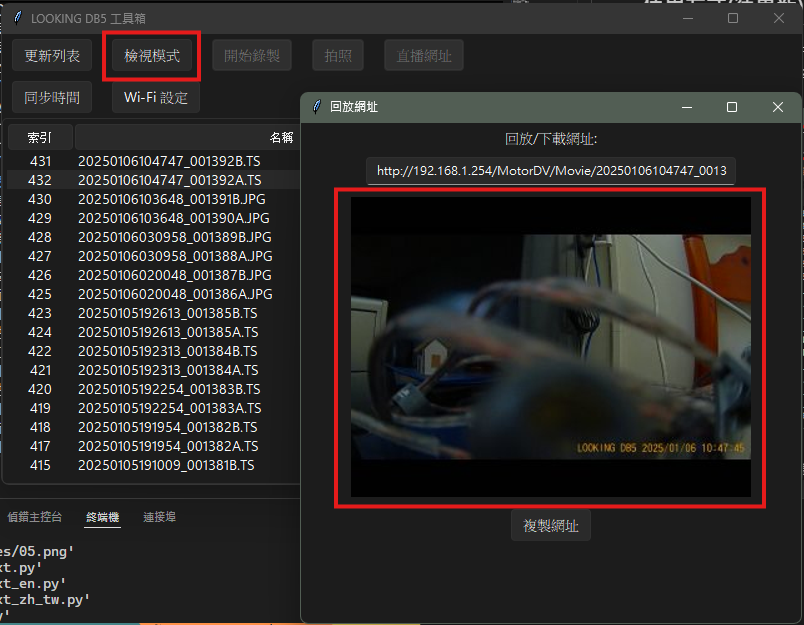 LOOKING DB5 工具箱
更新列表 檢視模式 開始錄製 拍照 直播網址
同步時間 Wi-Fi 設定
索引 名稱
431 20250106104747_001392B.TS
432 20250106104747_001392A.TS
430 20250106103648_001391B.JPG
429 20250106103648_001390A.JPG
428 20250106030958_001389B.JPG
427 20250106030958_001388A.JPG
426 20250106020048_001387B.JPG
425 20250106020048_001386A.JPG
423 20250105192613_001385B.TS
424 20250105192613_001385A.TS
422 20250105192313_001384B.TS
421 20250105192313_001384A.TS
420 20250105192254_001383B.TS
419 20250105192254_001383A.TS
418 20250105191954_001382B.TS
417 20250105191954_001382A.TS
415 20250105191009_001381B.TS
回放網址
回放/下載網址:
http://192.168.1.254/MotorDV/Movie/20250106104747_0013
LOOKING DB5 2025/01/06 10:47:45
複製網址
偵錯主控台 終端機 連接埠
es/05.png'
xt.py'
xt_en.py'
xt_zh_tw.py'